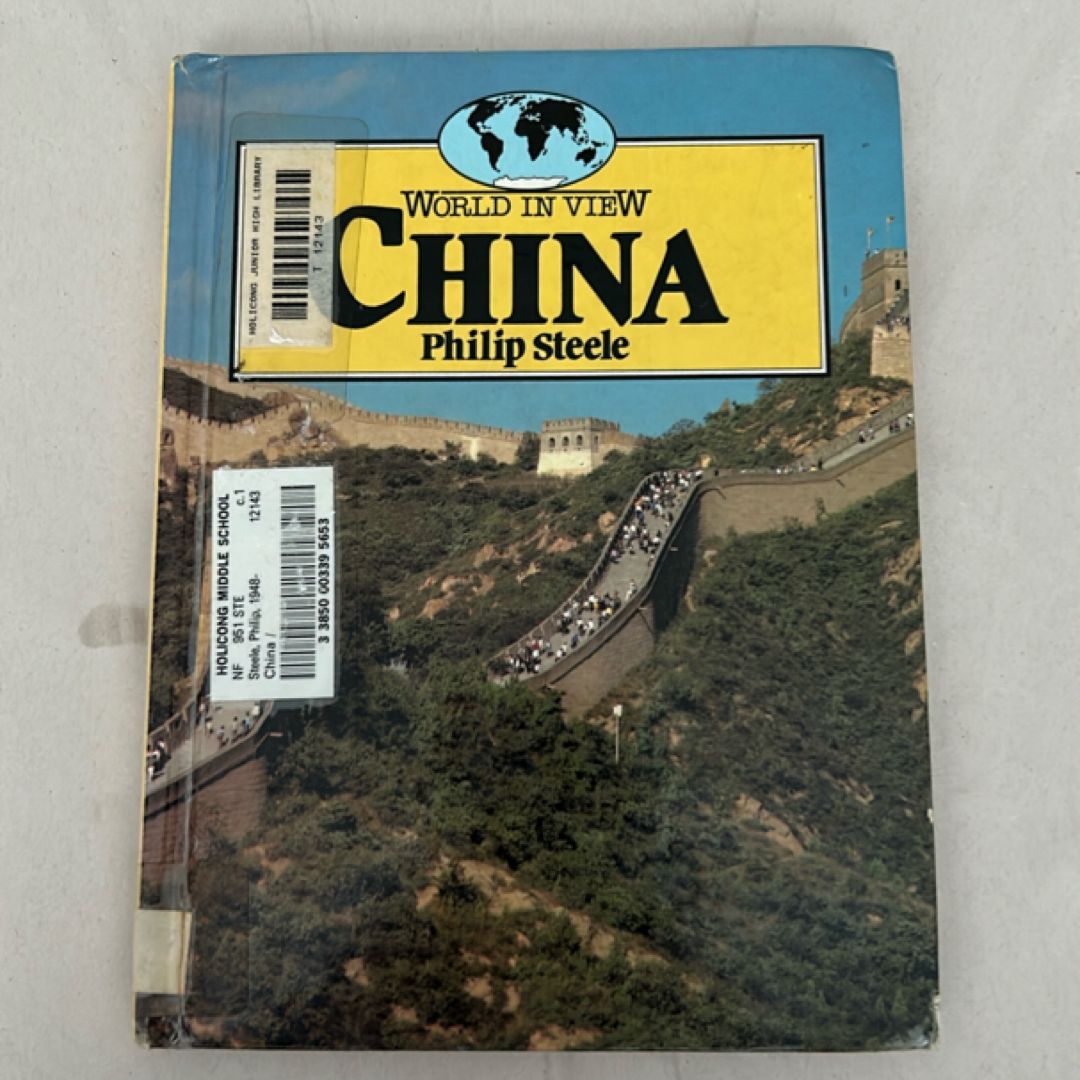 WORLD IN VIEW
CHINA
Philip Steele
HOLICONG JUNIOR HIGH LIBRARY
T 12143
HOLICONG MIDDLE SCHOOL
NF 951 STE c.1
Steele, Philip, 1948- 12143
China /
3 3850 00339 5653